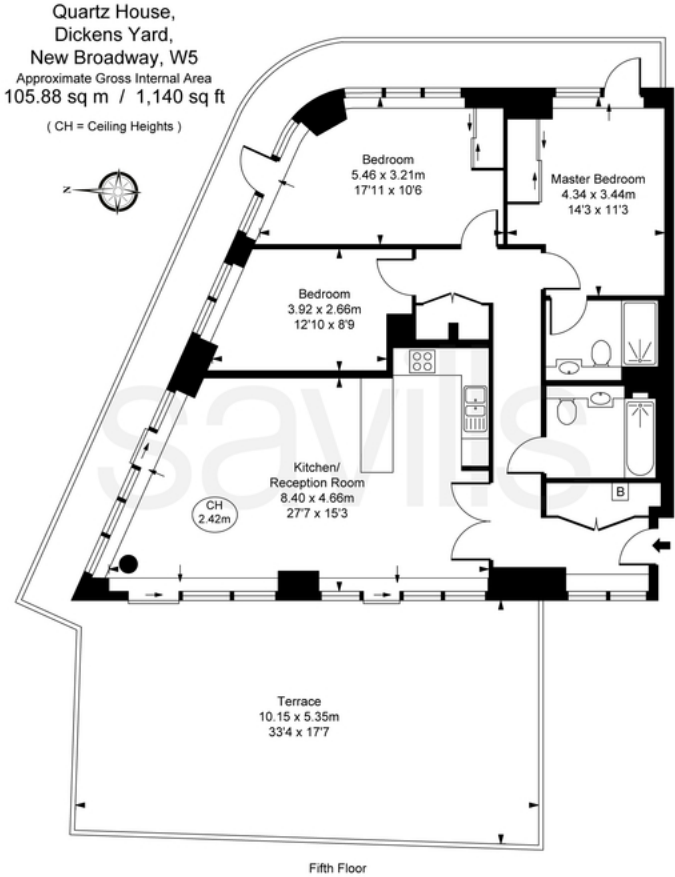 Quartz House,
Dickens Yard,
New Broadway, W5
Approximate Gross Internal Area
105.88 sq m / 1,140 sq ft
( CH = Ceiling Heights )
N
Bedroom
5.46 x 3.21m
17'11 x 10'6
Master Bedroom
4.34 x 3.44m
14'3 x 11'3
Bedroom
3.92 x 2.66m
12'10 x 8'9
savills
Kitchen/
Reception Room
8.40 x 4.66m
27'7 x 15'3
CH
2.42m
B
Terrace
10.15 x 5.35m
33'4 x 17'7
Fifth Floor